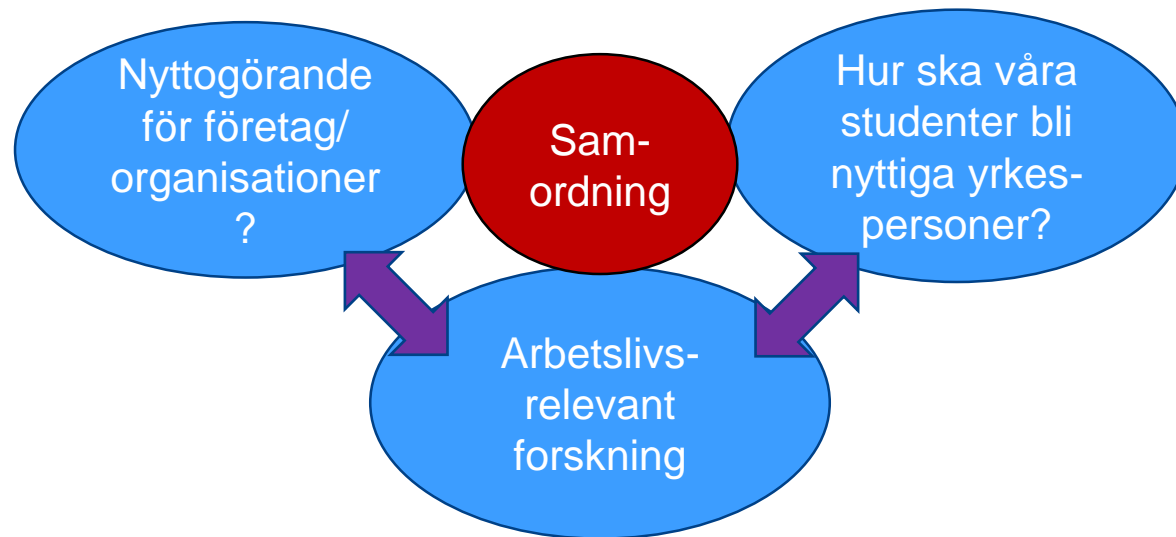 Nyttogörande
för företag/
organisationer
?
Sam-
ordning
Hur ska våra
studenter bli
nyttiga yrkes-
personer?
Arbetslivs-
relevant
forskning